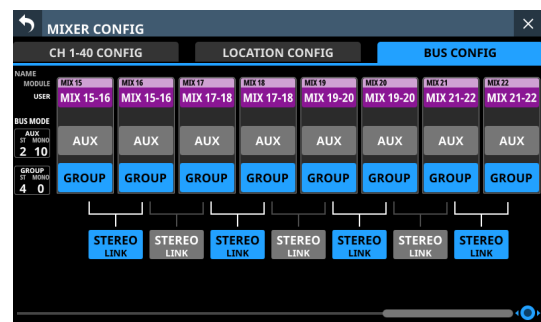 MIXER CONFIG
CH 1-40 CONFIG LOCATION CONFIG BUS CONFIG
NAME
MODULE MIX 15 MIX 16 MIX 17 MIX 18 MIX 19 MIX 20 MIX 21 MIX 22
USER MIX 15-16 MIX 15-16 MIX 17-18 MIX 17-18 MIX 19-20 MIX 19-20 MIX 21-22 MIX 21-22
BUS MODE
AUX
ST MONO
2 10
AUX AUX AUX AUX AUX AUX AUX AUX
GROUP
ST MONO
4 0
GROUP GROUP GROUP GROUP GROUP GROUP GROUP GROUP
STEREO STEREO STEREO STEREO STEREO STEREO STEREO
LINK LINK LINK LINK LINK LINK LINK